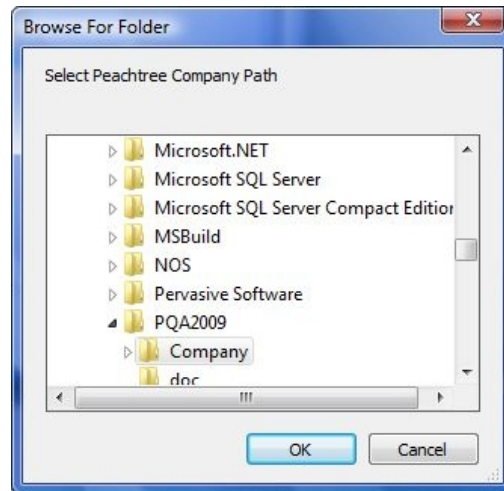 Browse For Folder
Select Peachtree Company Path
Microsoft.NET
Microsoft SQL Server
Microsoft SQL Server Compact Edition
MSBuild
NOS
Pervasive Software
PQA2009
Company
doc
OK
Cancel